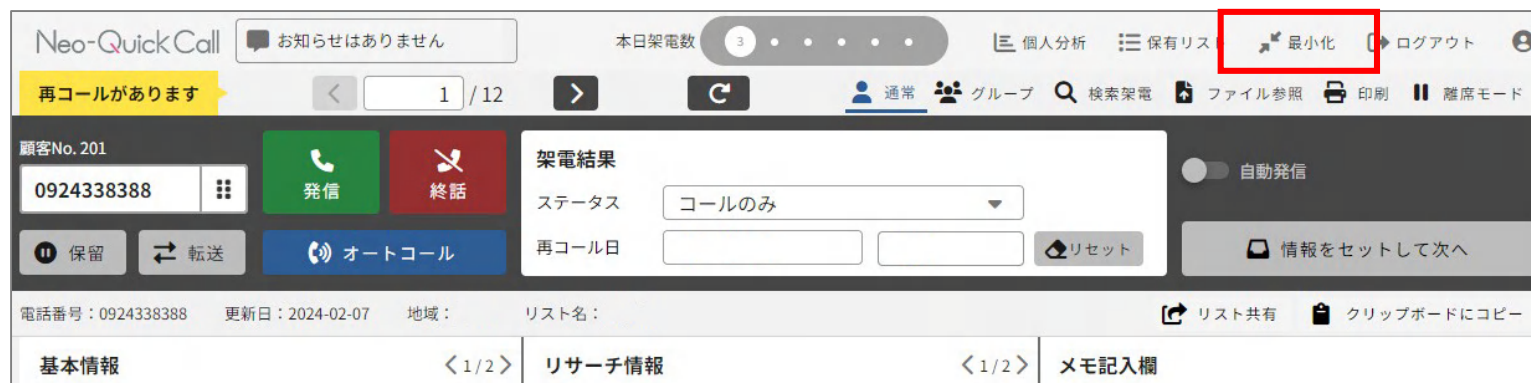 Neo-QuickCall お知らせはありません 本日架電数 3 個人分析 保有リスト 最小化 ログアウト
再コールがあります 1 / 12 通常 グループ 検索架電 ファイル参照 印刷 離席モード
顧客No. 201
0924338388 発信 終話
架電結果
ステータス コールのみ
再コール日 リセット
自動発信
保留 転送 オートコール 情報をセットして次へ
電話番号：0924338388 更新日：2024-02-07 地域： リスト名： リスト共有 クリップボードにコピー
基本情報 1/2 リサーチ情報 1/2 メモ記入欄